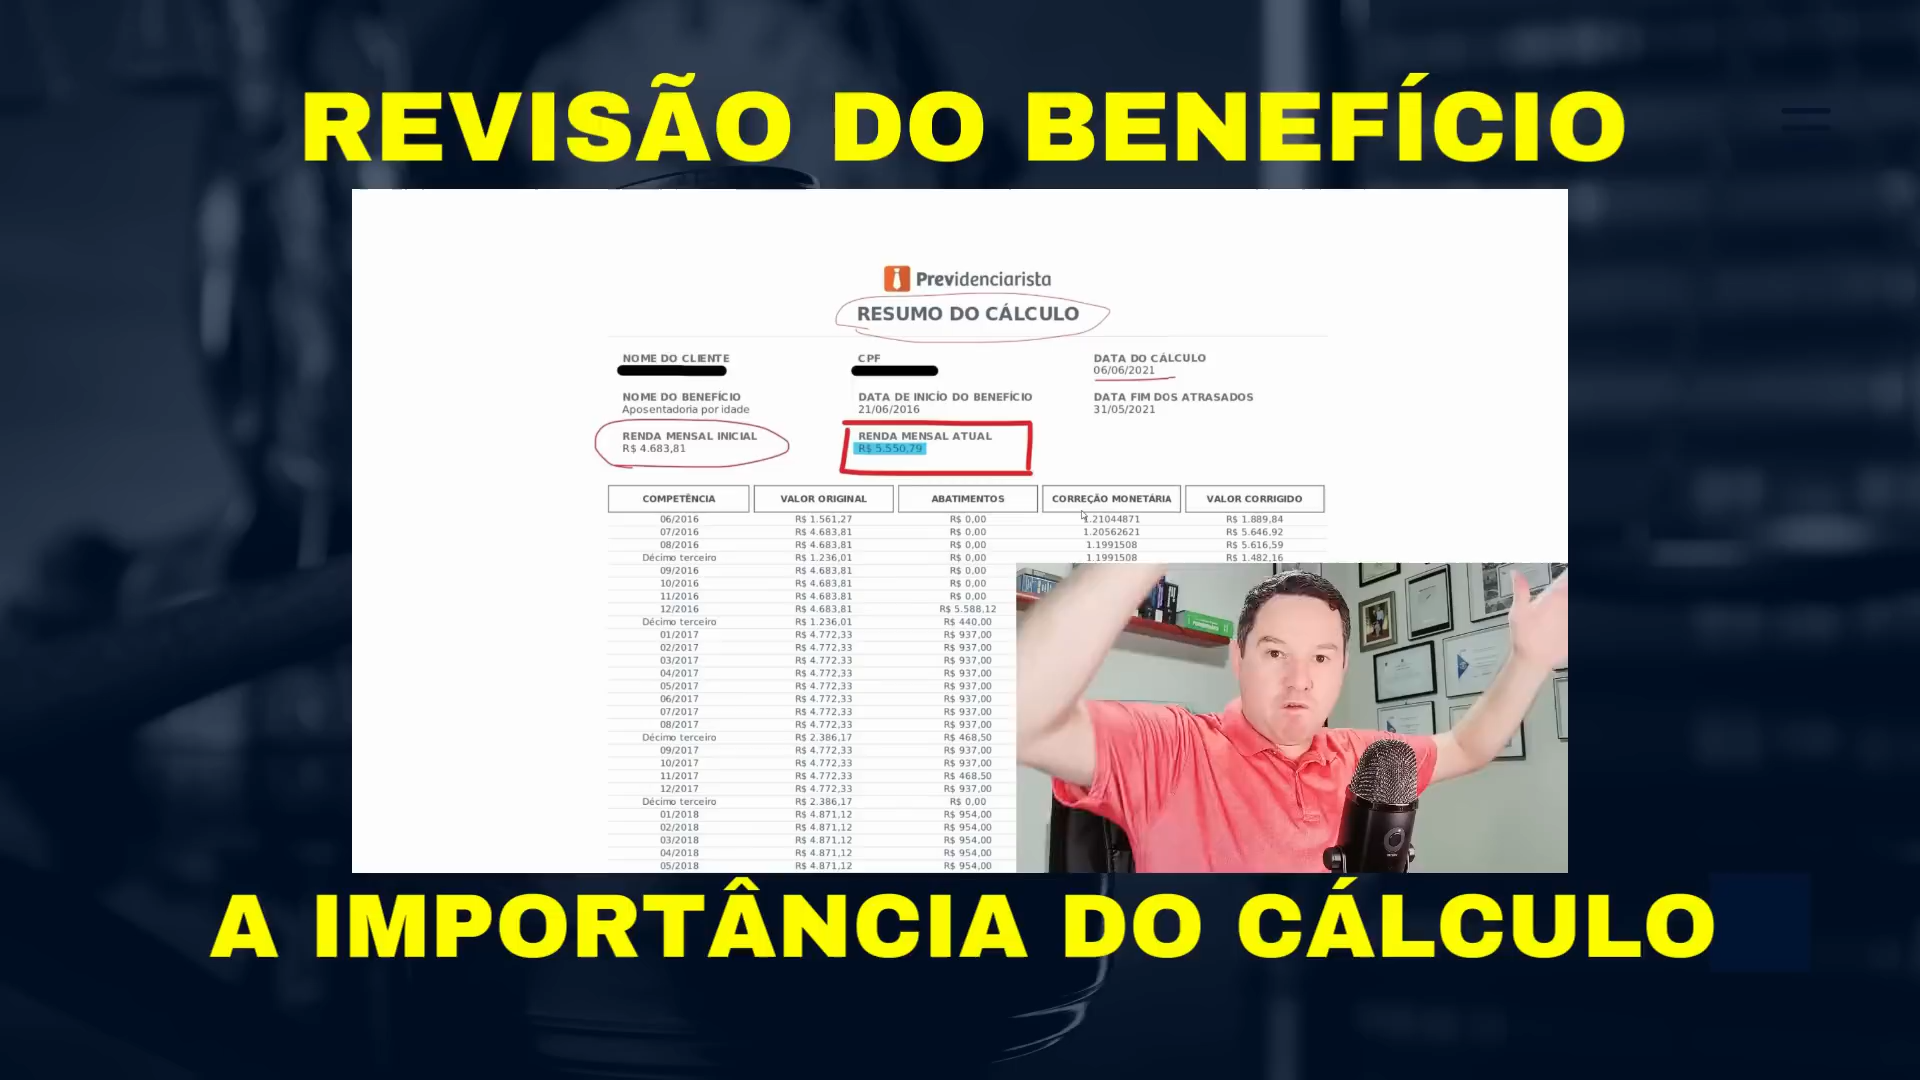 REVISÃO DO BENEFÍCIO
Previdenciarista
RESUMO DO CÁLCULO
NOME DO CLIENTE CPF DATA DO CÁLCULO
06/06/2021
NOME DO BENEFÍCIO DATA DE INICÍO DO BENEFÍCIO DATA FIM DOS ATRASADOS
Aposentadoria por idade 21/06/2016 31/05/2021
RENDA MENSAL INICIAL RENDA MENSAL ATUAL
R$ 4.683,81 R$ 5.550,79
COMPETÊNCIA VALOR ORIGINAL ABATIMENTOS CORREÇÃO MONETÁRIA VALOR CORRIGIDO
06/2016 R$ 1.561,27 R$ 0,00 1.21044871 R$ 1.889,84
07/2016 R$ 4.683,81 R$ 0,00 1.20562621 R$ 5.646,92
08/2016 R$ 4.683,81 R$ 0,00 1.1991508 R$ 5.616,59
Décimo terceiro R$ 1.236,01 R$ 0,00 1.1991508 R$ 1.482,16
09/2016 R$ 4.683,81 R$ 0,00
10/2016 R$ 4.683,81 R$ 0,00
11/2016 R$ 4.683,81 R$ 0,00
12/2016 R$ 4.683,81 R$ 5.588,12
Décimo terceiro R$ 1.236,01 R$ 440,00
01/2017 R$ 4.772,33 R$ 937,00
02/2017 R$ 4.772,33 R$ 937,00
03/2017 R$ 4.772,33 R$ 937,00
04/2017 R$ 4.772,33 R$ 937,00
05/2017 R$ 4.772,33 R$ 937,00
06/2017 R$ 4.772,33 R$ 937,00
07/2017 R$ 4.772,33 R$ 937,00
08/2017 R$ 4.772,33 R$ 937,00
Décimo terceiro R$ 2.386,17 R$ 468,50
09/2017 R$ 4.772,33 R$ 937,00
10/2017 R$ 4.772,33 R$ 937,00
11/2017 R$ 4.772,33 R$ 468,50
12/2017 R$ 4.772,33 R$ 937,00
Décimo terceiro R$ 2.386,17 R$ 0,00
01/2018 R$ 4.871,12 R$ 954,00
02/2018 R$ 4.871,12 R$ 954,00
03/2018 R$ 4.871,12 R$ 954,00
04/2018 R$ 4.871,12 R$ 954,00
05/2018 R$ 4.871,12 R$ 954,00
A IMPORTÂNCIA DO CÁLCULO